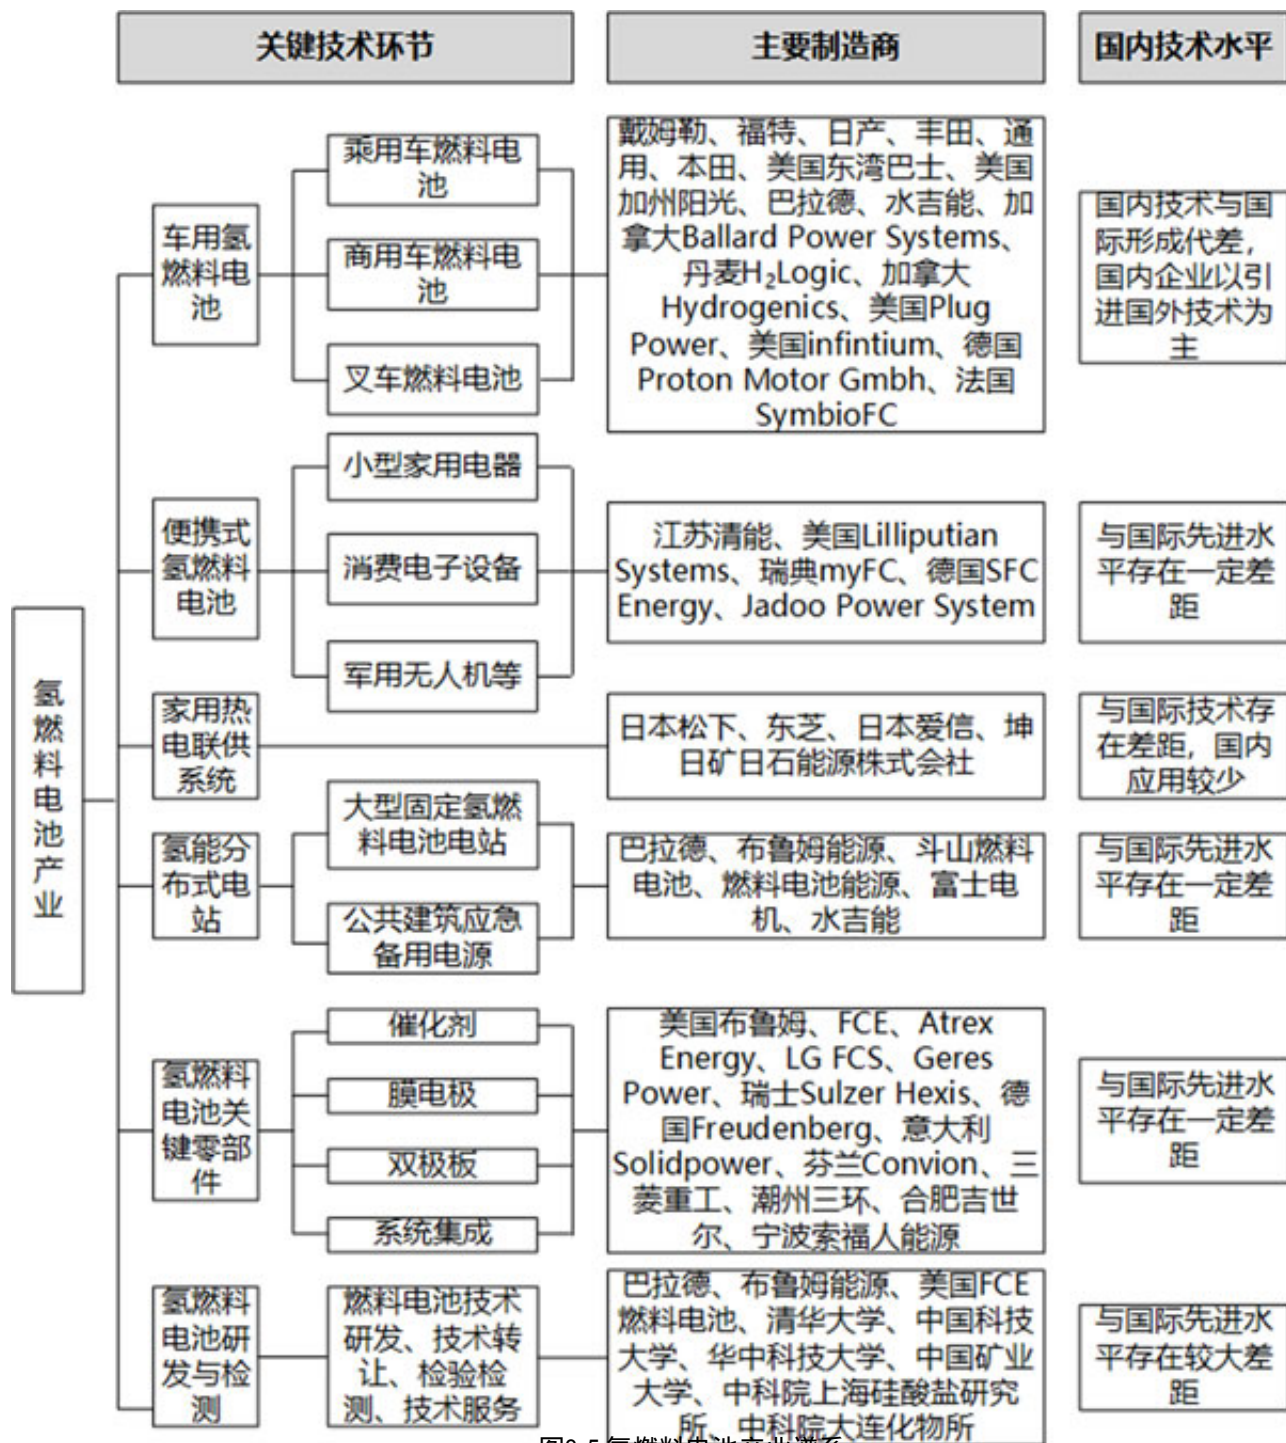 关键技术环节
主要制造商
国内技术水平
氢
燃
料
电
池
产
业
车用氢
燃料电
池
乘用车燃料电
池
商用车燃料电
池
叉车燃料电池
戴姆勒、福特、日产、丰田、通
用、本田、美国东湾巴士、美国
加州阳光、巴拉德、水吉能、加
拿大Ballard Power Systems、
丹麦H₂Logic、加拿大
Hydrogenics、美国Plug
Power、美国infintium、德国
Proton Motor Gmbh、法国
SymbioFC
国内技术与国
际形成代差，
国内企业以引
进国外技术为
主
便携式
氢燃料
电池
小型家用电器
消费电子设备
军用无人机等
江苏清能、美国Lilliputian
Systems、瑞典myFC、德国SFC
Energy、Jadoo Power System
与国际先进水
平存在一定差
距
家用热
电联供
系统
日本松下、东芝、日本爱信、坤
日矿日石能源株式会社
与国际技术存
在差距，国内
应用较少
氢能分
布式电
站
大型固定氢燃
料电池电站
公共建筑应急
备用电源
巴拉德、布鲁姆能源、斗山燃料
电池、燃料电池能源、富士电
机、水吉能
与国际先进水
平存在一定差
距
氢燃料
电池关
键零部
件
催化剂
膜电极
双极板
系统集成
美国布鲁姆、FCE、Atrex
Energy、LG FCS、Geres
Power、瑞士Sulzer Hexis、德
国Freudenberg、意大利
Solidpower、芬兰Convion、三
菱重工、潮州三环、合肥吉世
尔、宁波索福人能源
与国际先进水
平存在一定差
距
氢燃料
电池研
发与检
测
燃料电池技术
研发、技术转
让、检验检
测、技术服务
巴拉德、布鲁姆能源、美国FCE
燃料电池、清华大学、中国科技
大学、华中科技大学、中国矿业
大学、中科院上海硅酸盐研究
所、中科院大连化物所
与国际先进水
平存在较大差
距